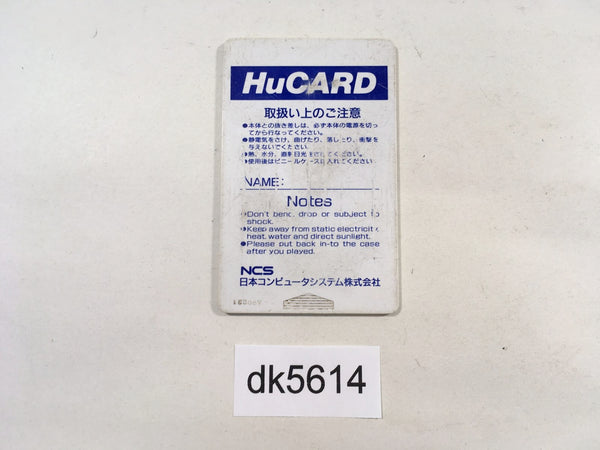 HuCARD
取扱い上のご注意
●本体との抜き差しは、必ず本体の電源を切っ
てから行なってください。
●静電気をさけ、曲げたり、落したり、衝撃を
与えないでください。
●熱、水分、直射日光をさけてください。
●使用後はビニールケースに入れてください
NAME:
Notes
●Don't bend, drop or subject to
shock.
●Keep away from static electricity
heat, water and direct sunlight.
●Please put back in-to the case
after you played.
NCS
日本コンピュータシステム株式会社
dk5614